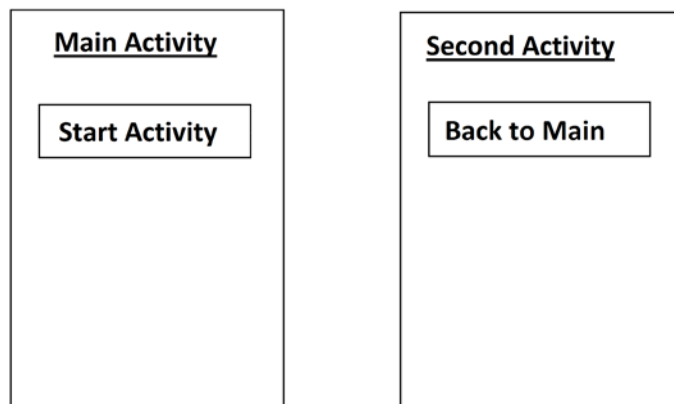 Main Activity
Start Activity
Second Activity
Back to Main